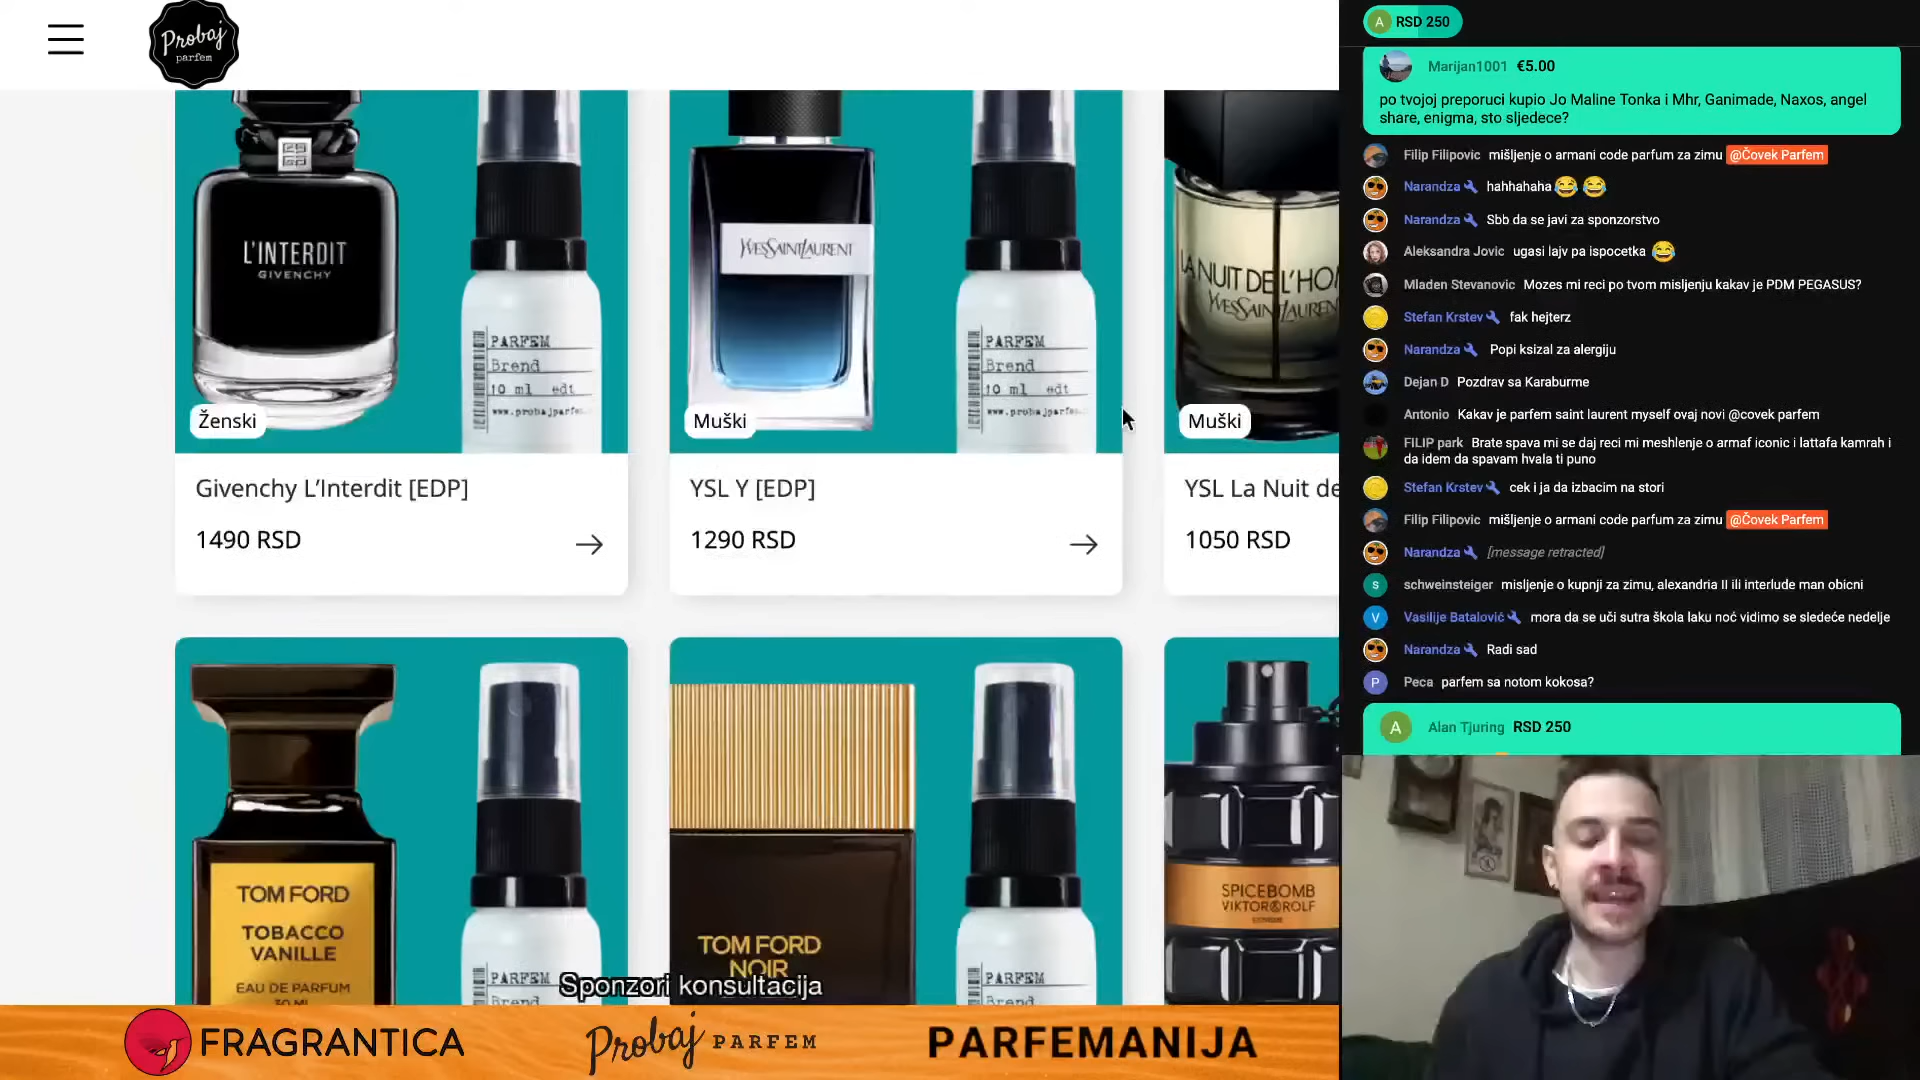 Probaj
parfem
L'INTERDIT
GIVENCHY
PARFEM
Brend
10 ml edt
Ženski
Givenchy L’Interdit [EDP]
1490 RSD
YVESSAINTLAURENT
PARFEM
Brend
10 ml edt
Muški
YSL Y [EDP]
1290 RSD
LA NUIT DE L'HO
YVESSAINTLAUREN
Muški
YSL La Nuit de
1050 RSD
TOM FORD
TOBACCO
VANILLE
EAU DE PARFUM
PARFEM
Brend
TOM FORD
NOIR
PARFEM
Brend
SPICEBOMB
VIKTOR&ROLF
Sponzori konsultacija
FRAGRANTICA
Probaj PARFEM
PARFEMANIJA
A RSD 250
Marijan1001 €5.00
po tvojoj preporuci kupio Jo Maline Tonka i Mhr, Ganimade, Naxos, angel
share, enigma, sto sljedece?
Filip Filipovic mišljenje o armani code parfum za zimu @Čovek Parfem
Narandza hahhahaha 😂 😂
Narandza Sbb da se javi za sponzorstvo
Aleksandra Jovic ugasi lajv pa ispocetka 😂
Mladen Stevanovic Mozes mi reci po tvom misljenju kakav je PDM PEGASUS?
Stefan Krstev fak hejterz
Narandza Popi ksizal za alergiju
Dejan D Pozdrav sa Karaburme
Antonio Kakav je parfem saint laurent myself ovaj novi @covek parfem
FILIP park Brate spava mi se daj reci mi meshlenje o armaf iconic i lattafa kamrah i
da idem da spavam hvala ti puno
Stefan Krstev cek i ja da izbacim na stori
Filip Filipovic mišljenje o armani code parfum za zimu @Čovek Parfem
Narandza [message retracted]
S schweinsteiger misljenje o kupnji za zimu, alexandria II ili interlude man obicni
V Vasilije Batalović mora da se uči sutra škola laku noć vidimo se sledeće nedelje
Narandza Radi sad
P Peca parfem sa notom kokosa?
A Alan Tjuring RSD 250